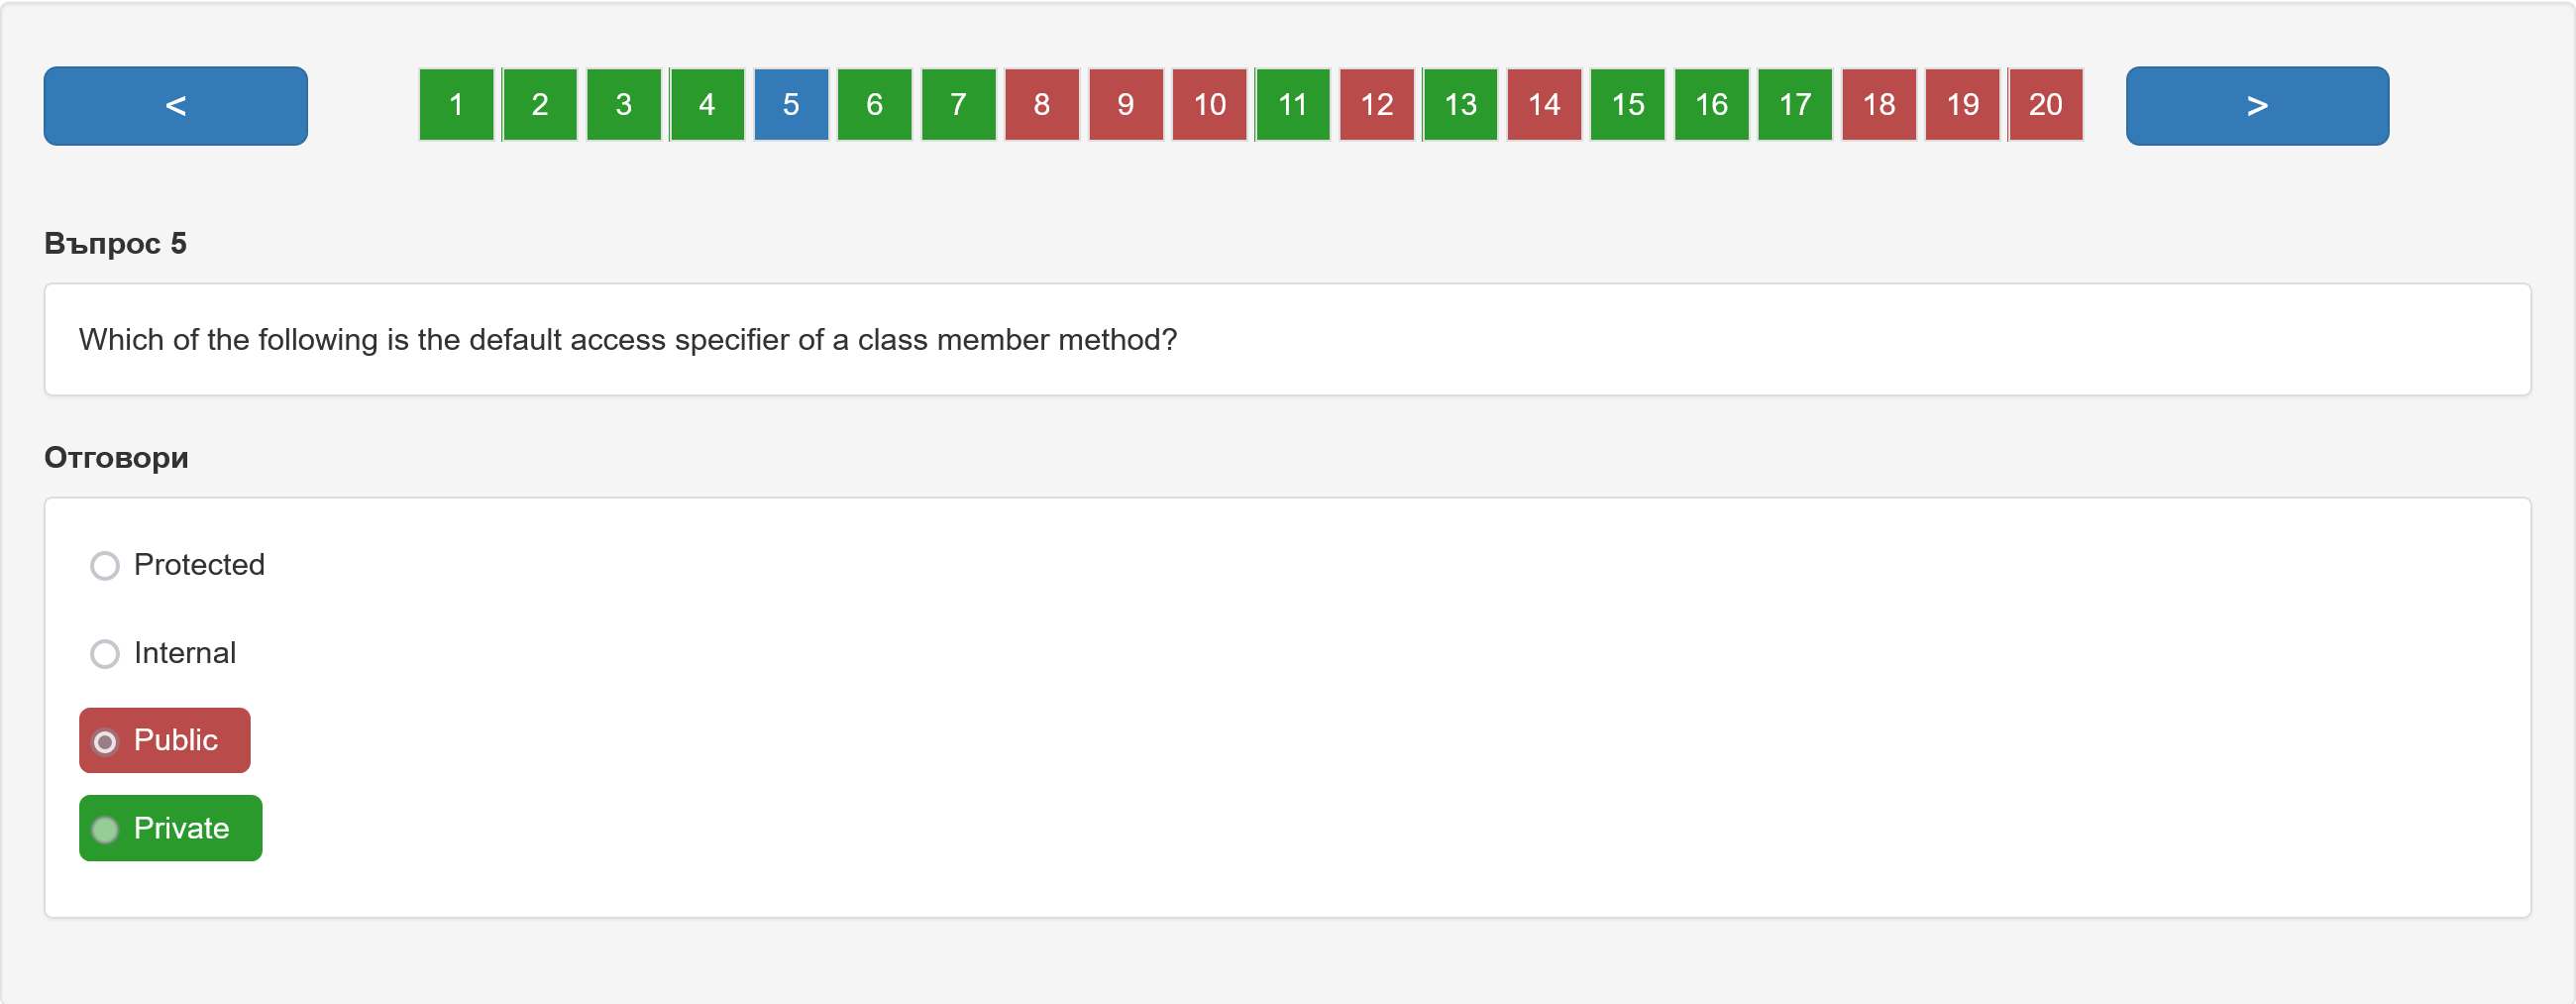 < 1 2 3 4 5 6 7 8 9 10 11 12 13 14 15 16 17 18 19 20 >
Въпрос 5
Which of the following is the default access specifier of a class member method?
Отговори
Protected
Internal
Public
Private